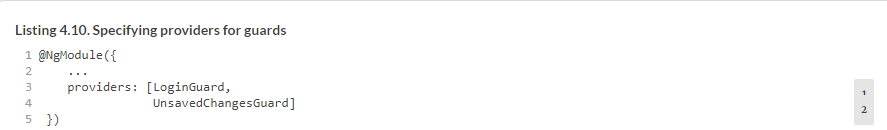 Listing 4.10. Specifying providers for guards
1 @NgModule({
2     ...
3     providers: [LoginGuard,
4                 UnsavedChangesGuard]
5  })
1
2